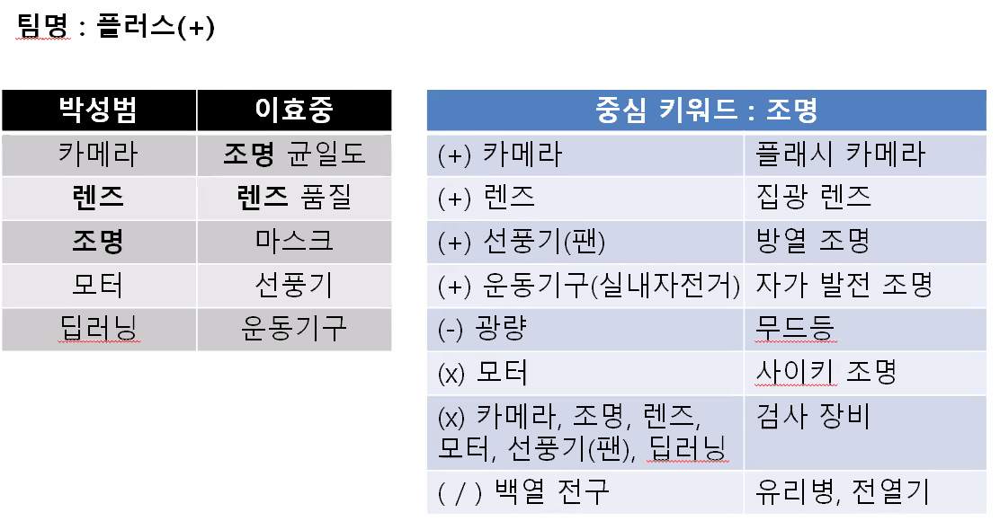 팀명 : 플러스(+)
박성범 이효중
카메라 조명 균일도
렌즈 렌즈 품질
조명 마스크
모터 선풍기
딥러닝 운동기구
중심 키워드 : 조명
(+) 카메라 플래시 카메라
(+) 렌즈 집광 렌즈
(+) 선풍기(팬) 방열 조명
(+) 운동기구(실내자전거) 자가 발전 조명
(-) 광량 무드등
(x) 모터 사이키 조명
(x) 카메라, 조명, 렌즈, 검사 장비
모터, 선풍기(팬), 딥러닝
( / ) 백열 전구 유리병, 전열기